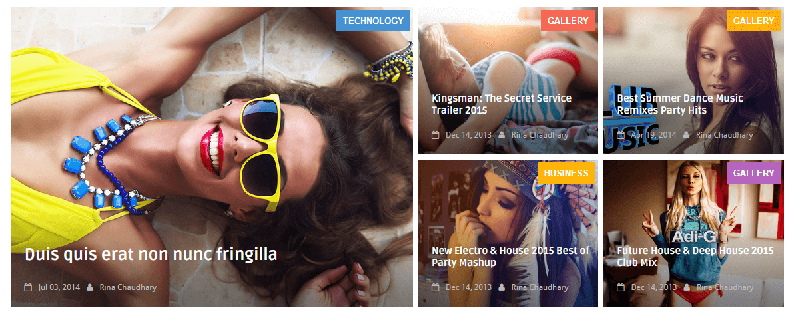 TECHNOLOGY
Duis quis erat non nunc fringilla
Jul 03, 2014 Rina Chaudhary
GALLERY
Kingsman: The Secret Service
Trailer 2015
Dec 14, 2013 Rina Chaudhary
GALLERY
Best Summer Dance Music
Remixes Party Hits
Apr 19, 2014 Rina Chaudhary
BUSINESS
New Electro & House 2015 Best of
Party Mashup
Dec 14, 2013 Rina Chaudhary
GALLERY
Adi-G
Future House & Deep House 2015
Club Mix
Dec 14, 2013 Rina Chaudhary